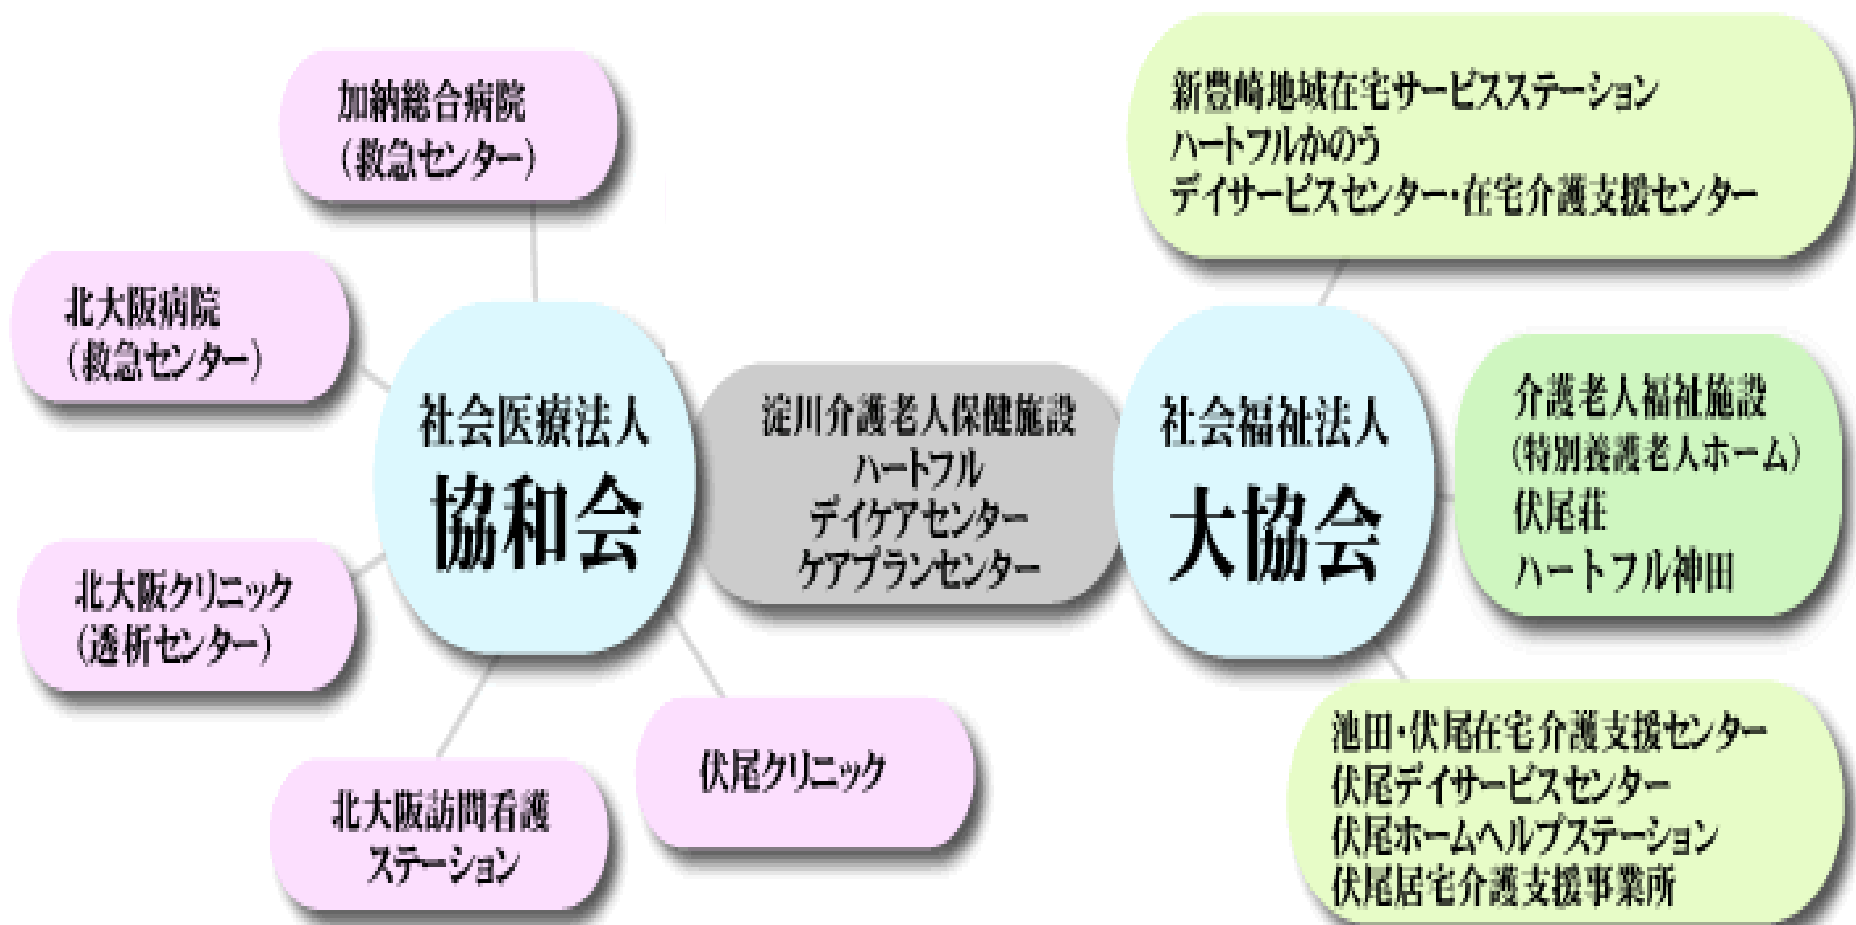 加納総合病院
（救急センター）
北大阪病院
（救急センター）
北大阪クリニック
（透析センター）
北大阪訪問看護
ステーション
伏尾クリニック
社会医療法人
協和会
淀川介護老人保健施設
ハートフル
デイケアセンター
ケアプランセンター
社会福祉法人
大協会
新豊崎地域在宅サービスステーション
ハートフルかのう
デイサービスセンター・在宅介護支援センター
介護老人福祉施設
(特別養護老人ホーム)
伏尾荘
ハートフル神田
池田・伏尾在宅介護支援センター
伏尾デイサービスセンター
伏尾ホームヘルプステーション
伏尾居宅介護支援事業所